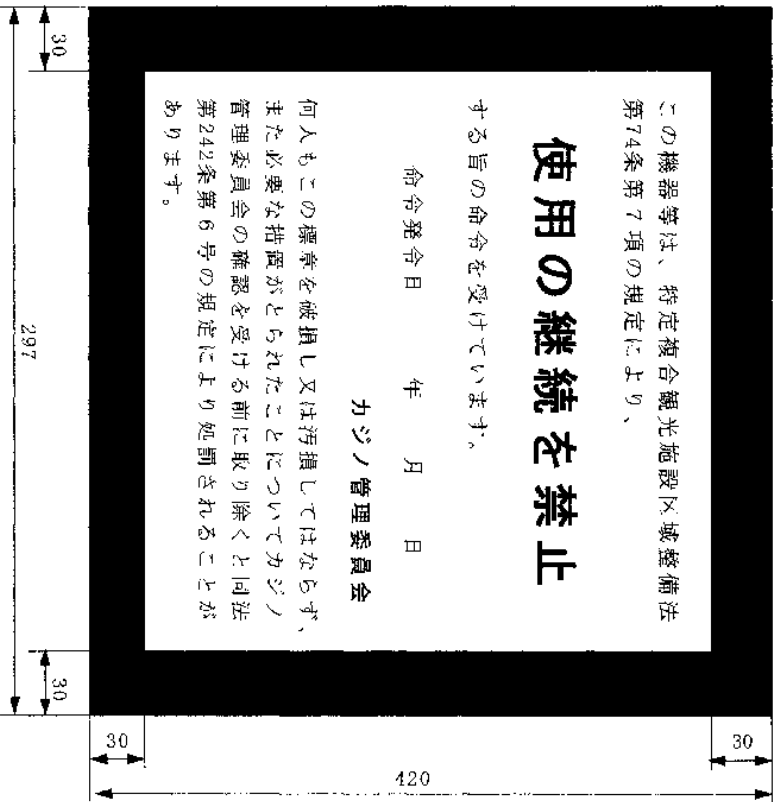 この機器等は、特定複合観光施設区域整備法
第74条第7項の規定により、
使用の継続を禁止
する旨の命令を受けています。
命令発令日 年 月 日
カジノ管理委員会
何人もこの標章を破損し又は汚損してはならず、
また必要な措置がとられたことについてカジノ
管理委員会の確認を受ける前に取り除くと同法
第242条第6号の規定により処罰されることが
あります。
30
297
30
30
30
420